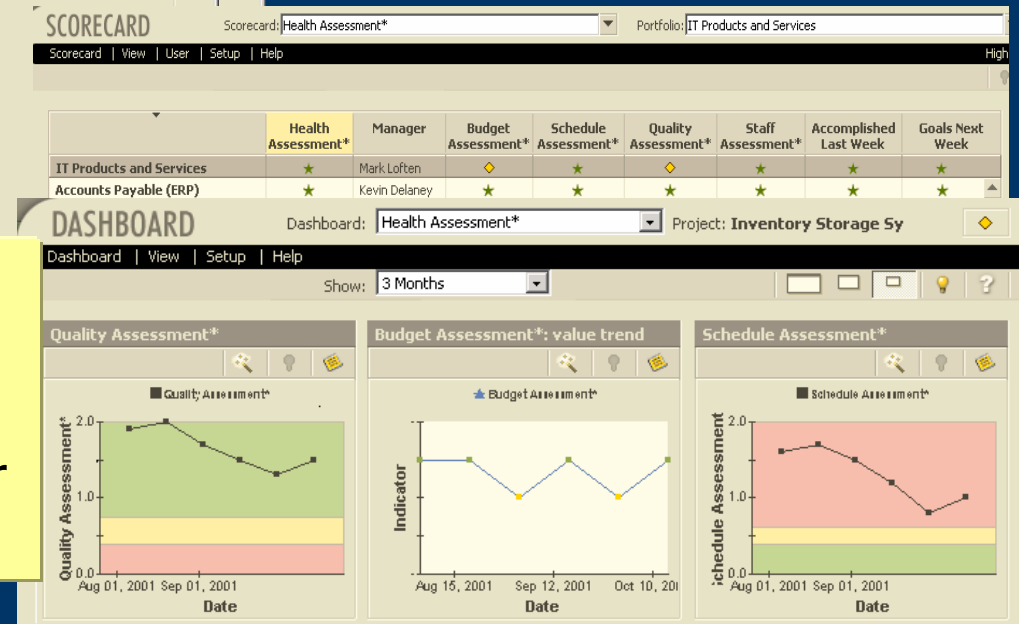 SCORECARD Scorecard: Health Assessment* Portfolio: IT Products and Services
Scorecard | View | User | Setup | Help High
Health Assessment* Manager Budget Assessment* Schedule Assessment* Quality Assessment* Staff Assessment* Accomplished Last Week Goals Next Week
IT Products and Services Mark Loften
Accounts Payable (ERP) Kevin Delaney
DASHBOARD Dashboard: Health Assessment* Project: Inventory Storage Sy
Dashboard | View | Setup | Help
Show: 3 Months
r
Quality Assessment*
Quality Assessment*
Quality Assessment*
2.0
1.0
0.0
Aug 01, 2001 Sep 01, 2001
Date
Budget Assessment*: value trend
Budget Assessment*
Indicator
Aug 15, 2001 Sep 12, 2001 Oct 10, 200
Date
Schedule Assessment*
Schedule Assessment*
chedule Assessment
2.0
1.0
0.0
Aug 01, 2001 Sep 01, 2001
Date